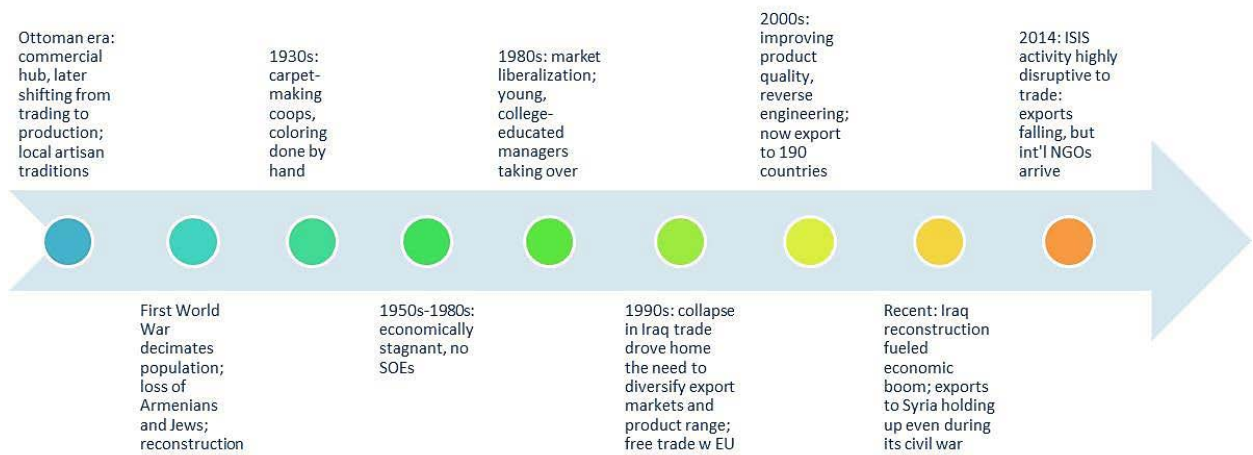 Ottoman era:
commercial
hub, later
shifting from
trading to
production;
local artisan
traditions
First World
War
decimates
population;
loss of
Armenians
and Jews;
reconstruction
1930s:
carpet-
making
coops,
coloring
done by
hand
1950s-1980s:
economically
stagnant, no
SOEs
1980s: market
liberalization;
young,
college-
educated
managers
taking over
1990s: collapse
in Iraq trade
drove home
the need to
diversify export
markets and
product range;
free trade w EU
2000s:
improving
product
quality,
reverse
engineering;
now export
to 190
countries
Recent: Iraq
reconstruction
fueled
economic
boom; exports
to Syria holding
up even during
its civil war
2014: ISIS
activity highly
disruptive to
trade:
exports
falling, but
int'l NGOs
arrive